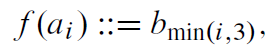 f(a_i) ::= b_{min(i,3)},